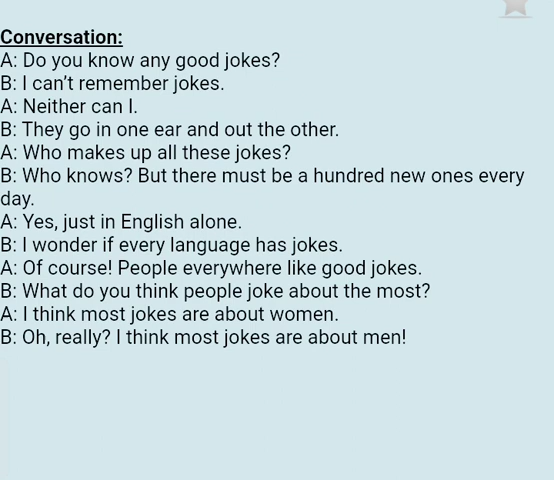 Conversation:
A: Do you know any good jokes?
B: I can’t remember jokes.
A: Neither can I.
B: They go in one ear and out the other.
A: Who makes up all these jokes?
B: Who knows? But there must be a hundred new ones every
day.
A: Yes, just in English alone.
B: I wonder if every language has jokes.
A: Of course! People everywhere like good jokes.
B: What do you think people joke about the most?
A: I think most jokes are about women.
B: Oh, really? I think most jokes are about men!